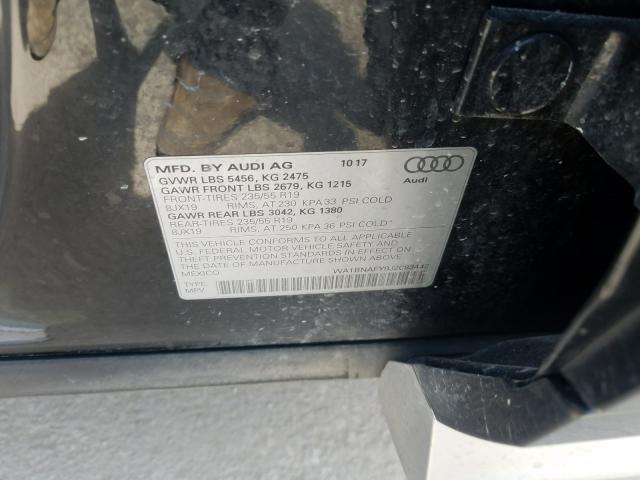 MFD. BY AUDI AG 10 17
GVWR LBS 5456, KG 2475
GAWR FRONT LBS 2679, KG 1215
FRONT-TIRES 235/55 R19
8JX19 RIMS, AT 230 KPA 33 PSI COLD
GAWR REAR LBS 3042, KG 1380
REAR-TIRES 235/55 R19
8JX19 RIMS, AT 250 KPA 36 PSI COLD
Audi
THIS VEHICLE CONFORMS TO ALL APPLICABLE
U.S. FEDERAL MOTOR VEHICLE SAFETY AND
THEFT PREVENTION STANDARDS IN EFFECT ON
THE DATE OF MANUFACTURE SHOWN ABOVE.
MEXICO
TYPE:
MPV